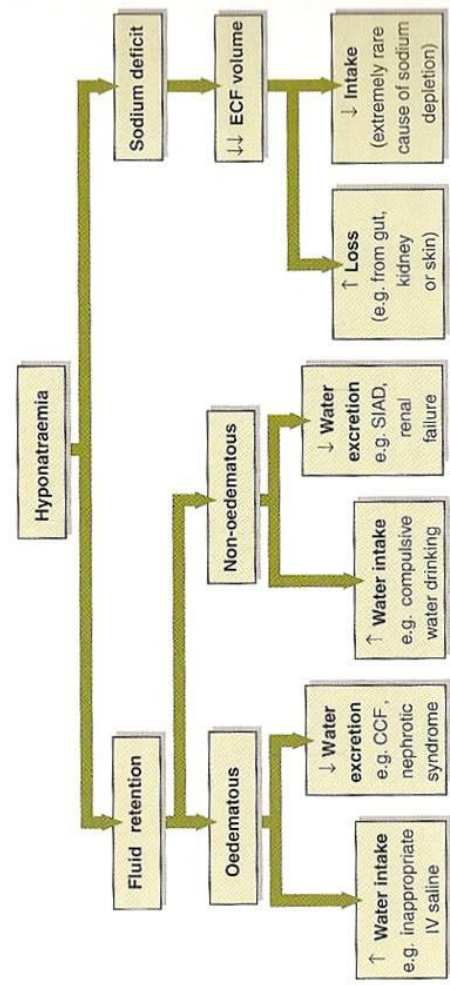 Hyponatraemia
Fluid retention
Sodium deficit
Oedematous
Non-oedematous
↓↓ ECF volume
↑ Water intake
e.g. inappropriate
IV saline
↓ Water
excretion
e.g. CCF,
nephrotic
syndrome
↑ Water intake
e.g. compulsive
water drinking
↓ Water
excretion
e.g. SIAD,
renal
failure
↑ Loss
(e.g. from gut,
kidney
or skin)
↓ Intake
(extremely rare
cause of sodium
depletion)